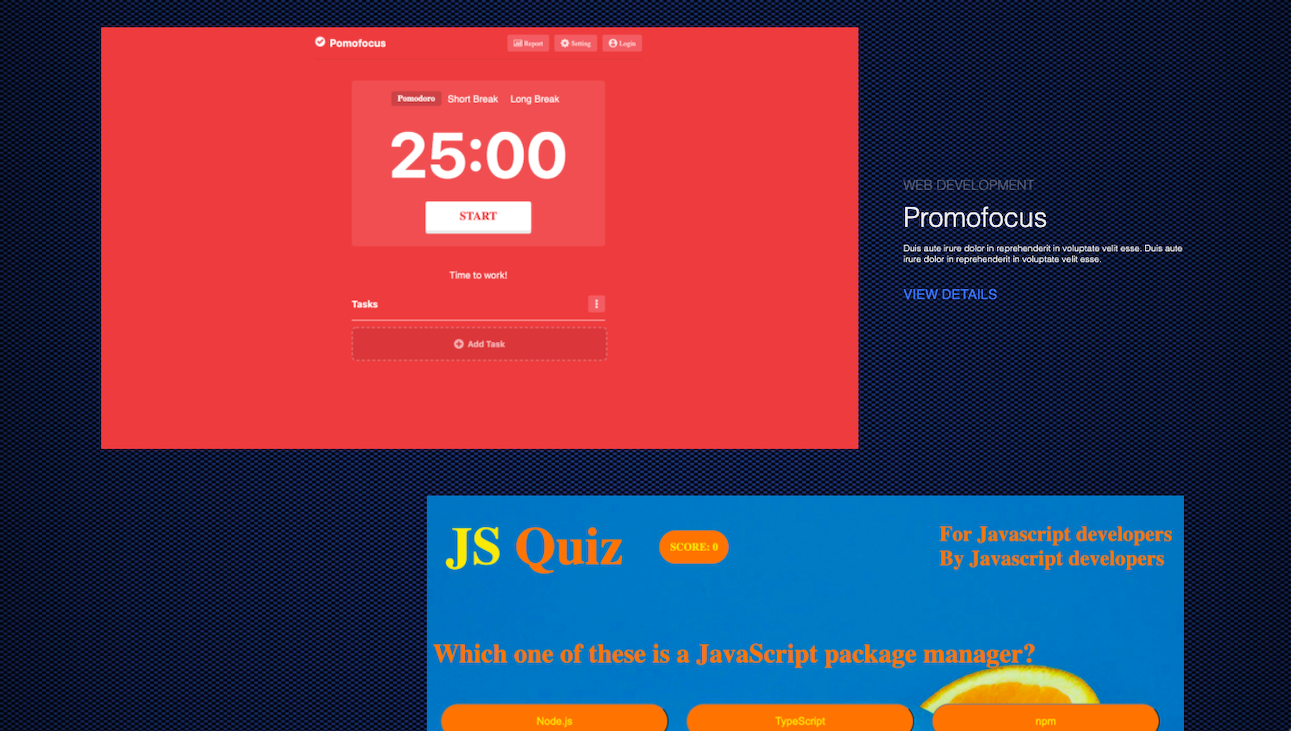 Pomofocus
Report
Setting
Login
Pomodoro
Short Break
Long Break
25:00
START
Time to work!
Tasks
Add Task
WEB DEVELOPMENT
Promofocus
Duis aute irure dolor in reprehenderit in voluptate velit esse. Duis aute
irure dolor in reprehenderit in voluptate velit esse.
VIEW DETAILS
JS Quiz
SCORE: 0
For Javascript developers
By Javascript developers
Which one of these is a JavaScript package manager?
Node.js
TypeScript
npm